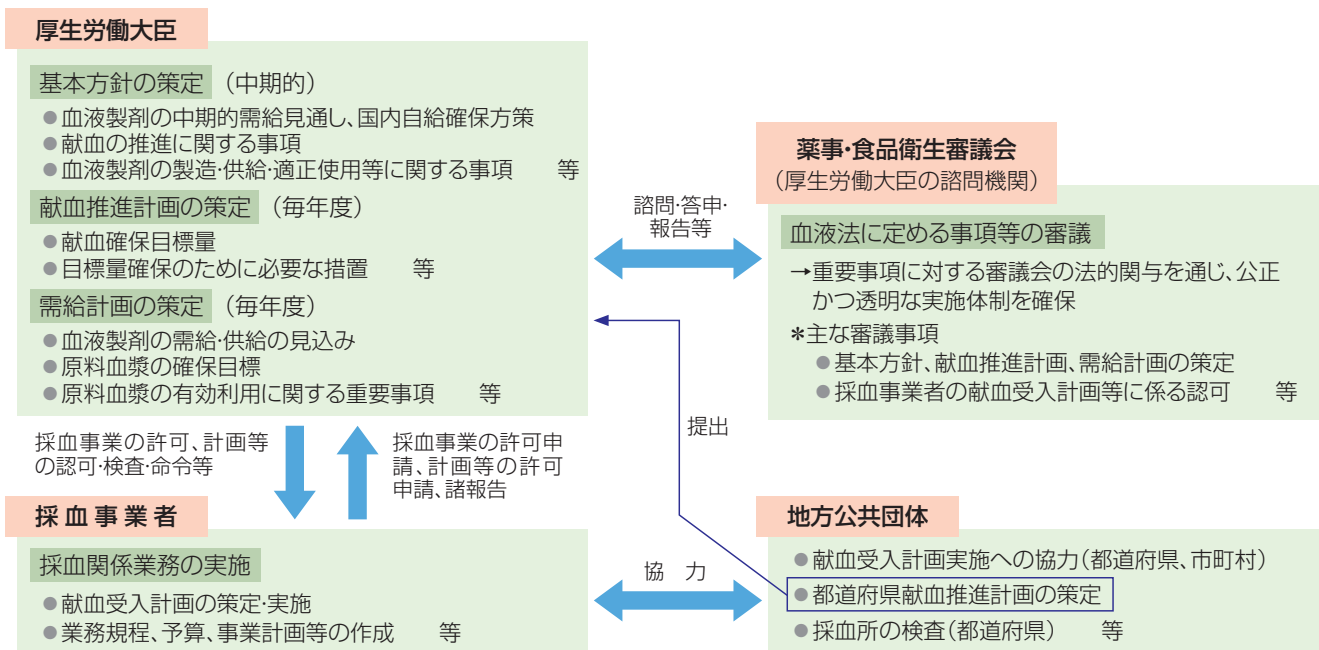 厚生労働大臣
基本方針の策定（中期的）
●血液製剤の中期的需給見通し、国内自給確保方策
●献血の推進に関する事項
●血液製剤の製造・供給・適正使用等に関する事項　等
献血推進計画の策定（毎年度）
●献血確保目標量
●目標量確保のために必要な措置　等
需給計画の策定（毎年度）
●血液製剤の需給・供給の見込み
●原料血漿の確保目標
●原料血漿の有効利用に関する重要事項　等
諮問・答申・
報告等
薬事・食品衛生審議会
（厚生労働大臣の諮問機関）
血液法に定める事項等の審議
→重要事項に対する審議会の法的関与を通じ、公正
かつ透明な実施体制を確保
＊主な審議事項
●基本方針、献血推進計画、需給計画の策定
●採血事業者の献血受入計画等に係る認可　等
採血事業の許可、計画等
の認可・検査・命令等
採血事業の許可申
請、計画等の許可
申請、諸報告
提出
採血事業者
採血関係業務の実施
●献血受入計画の策定・実施
●業務規程、予算、事業計画等の作成　等
協　力
地方公共団体
●献血受入計画実施への協力（都道府県、市町村）
●都道府県献血推進計画の策定
●採血所の検査（都道府県）　等